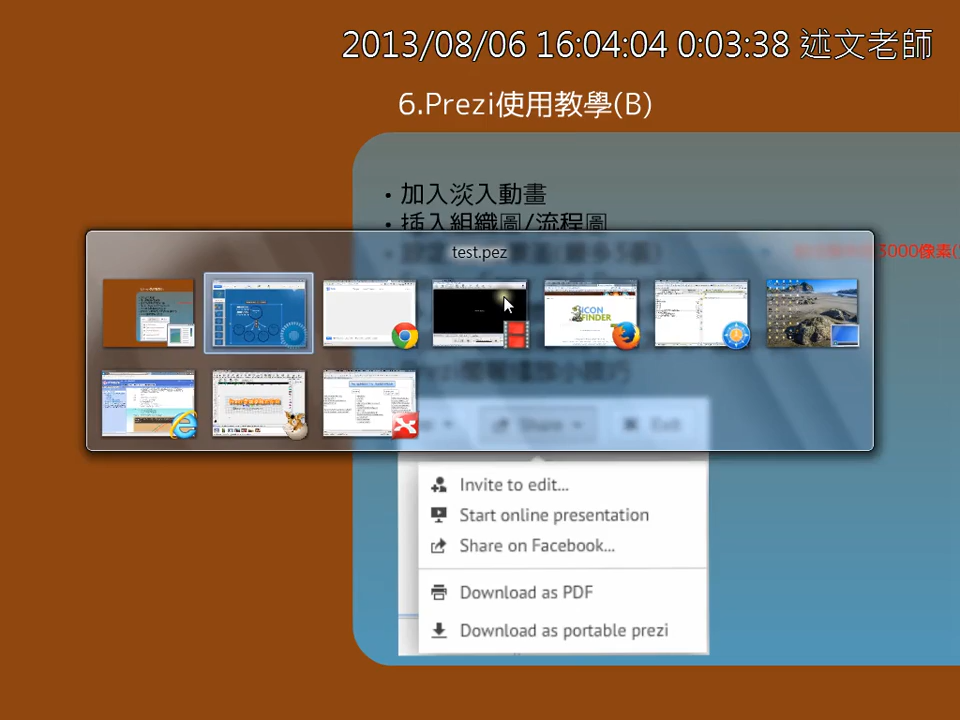 2013/08/06 16:04:04 0:03:38 述文老師
6.Prezi使用教學(B)
• 加入淡入動畫
• 插入組織圖/流程圖
test.pez
3000像素(
ICON
FINDER
Share
Exit
Invite to edit...
Start online presentation
Share on Facebook...
Download as PDF
Download as portable prezi